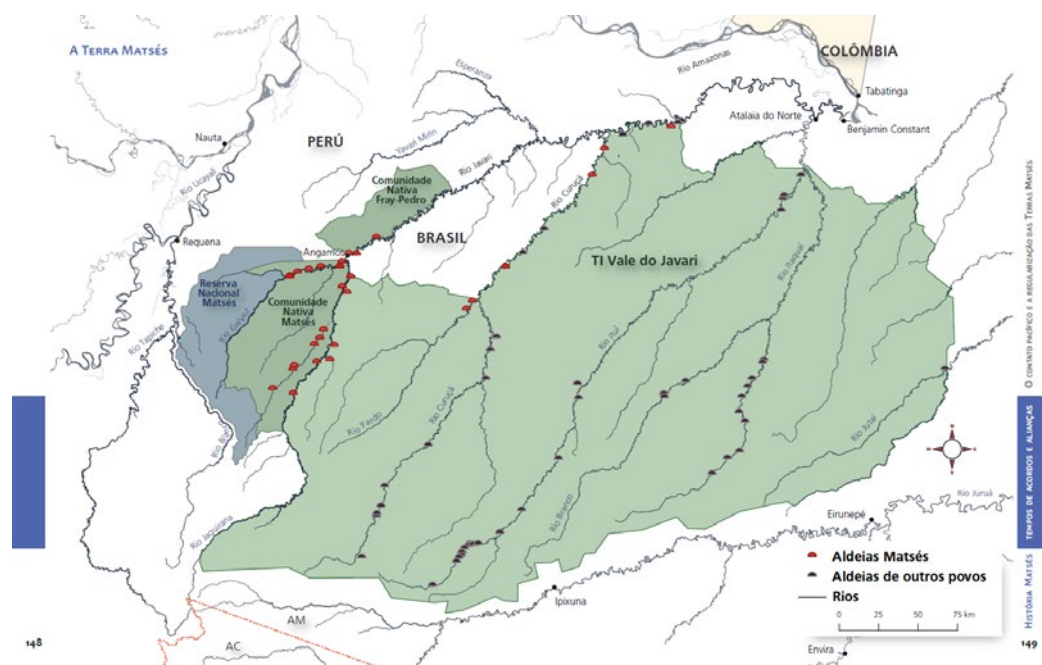 A TERRA MATSÉS
COLÔMBIA
Rio Amazonas
Esperanza
Tabatinga
Atalaia do Norte
Benjamin Constant
Nauta
PERÚ
Yavari Mirin
Rio Javari
Rio Ucayali
Comunidade
Nativa
Fray-Pedro
Rio Curuçá
BRASIL
Requena
Angamos
TI Vale do Javari
Rio Itaquaí
Reserva
Nacional
Matsés
Comunidade
Nativa
Matsés
Rio Galvez
Rio Tapiche
Rio Ituí
Rio Curuçá
Rio Pardo
Rio Jutaí
Rio Branco
Rio Jaquirana
Rio Juruá
Eirunepé
Ipixuna
Aldeias Matsés
Aldeias de outros povos
Rios
0 25 50 75 km
AM
AC
Envira
148
149
HISTÓRIA MATSÉS
TEMPOS DE ACORDOS E ALIANÇAS
O CONTATO PACÍFICO E A REGULARIZAÇÃO DAS TERRAS MATSÉS